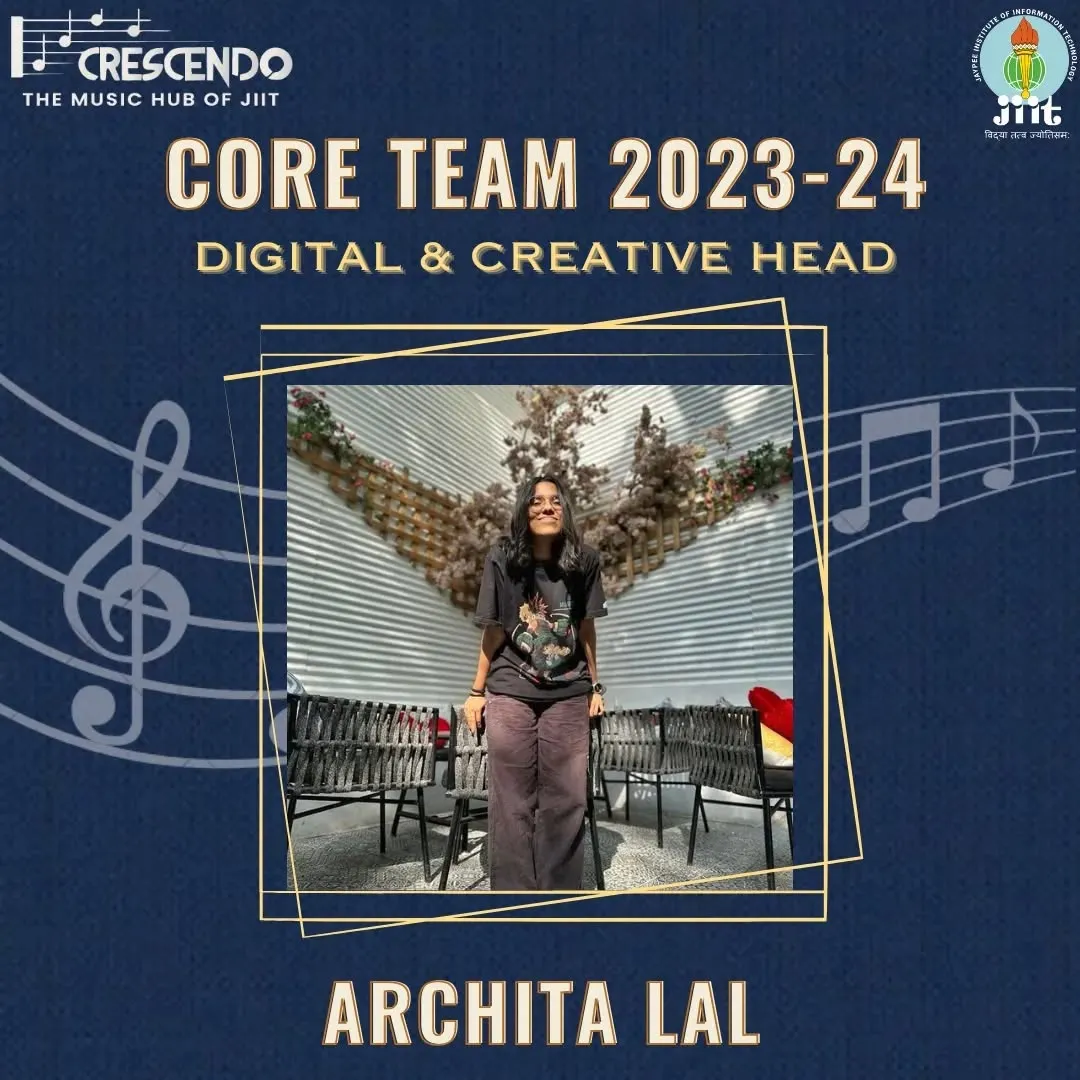 CRESCENDO
THE MUSIC HUB OF JIIT
JAYPEE INSTITUTE OF INFORMATION TECHNOLOGY
jiit
विद्या तत्व ज्योतिसम:
CORE TEAM 2023-24
DIGITAL & CREATIVE HEAD
ARCHITA LAL